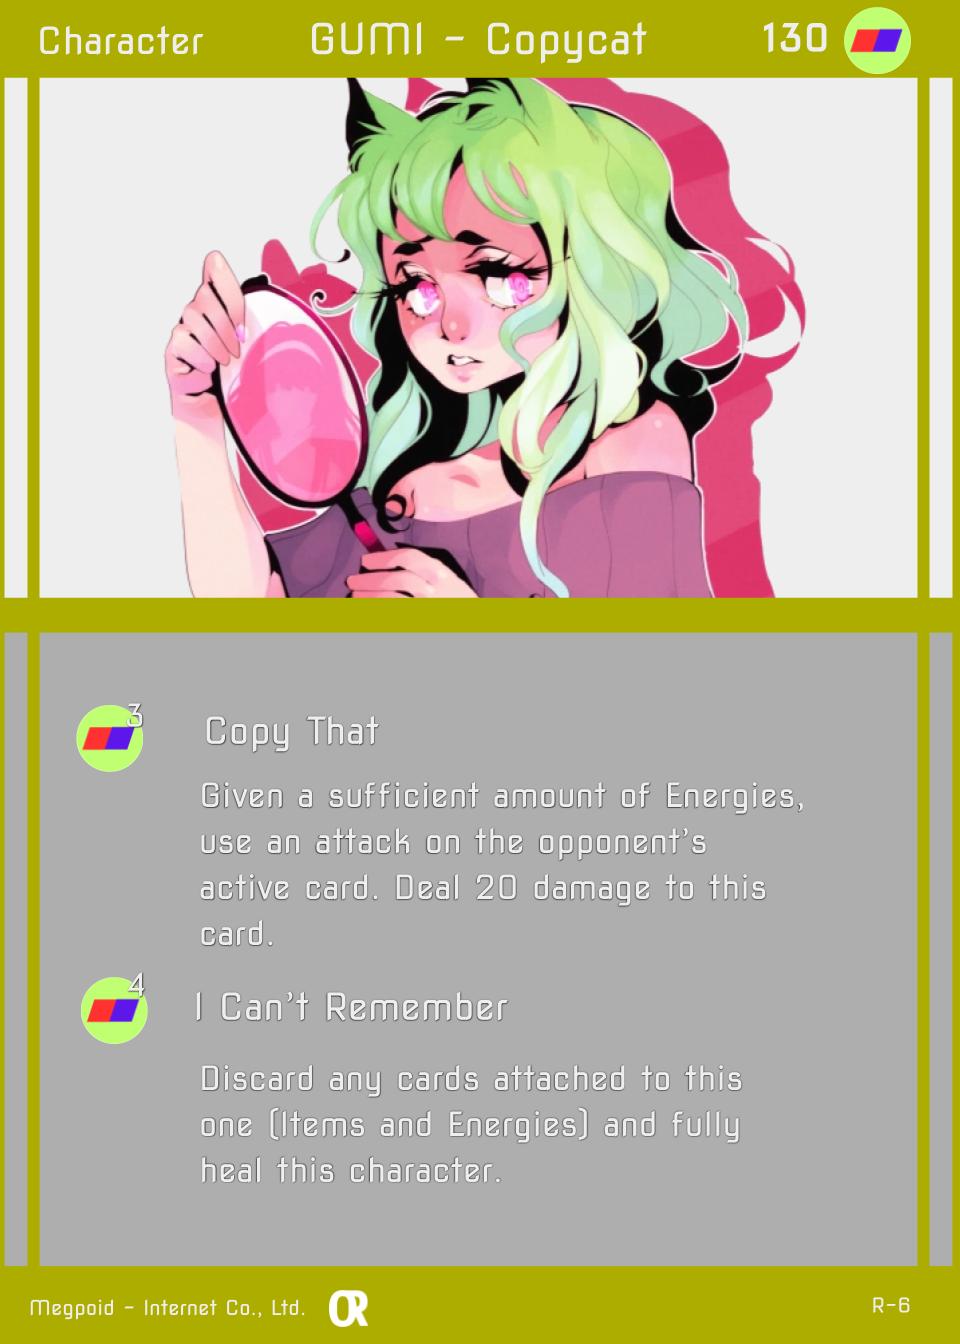 Character GUMI - Copycat 130
3 Copy That
Given a sufficient amount of Energies,
use an attack on the opponent's
active card. Deal 20 damage to this
card.
4 I Can't Remember
Discard any cards attached to this
one (Items and Energies) and fully
heal this character.
Megpoid - Internet Co., Ltd. OR R-6